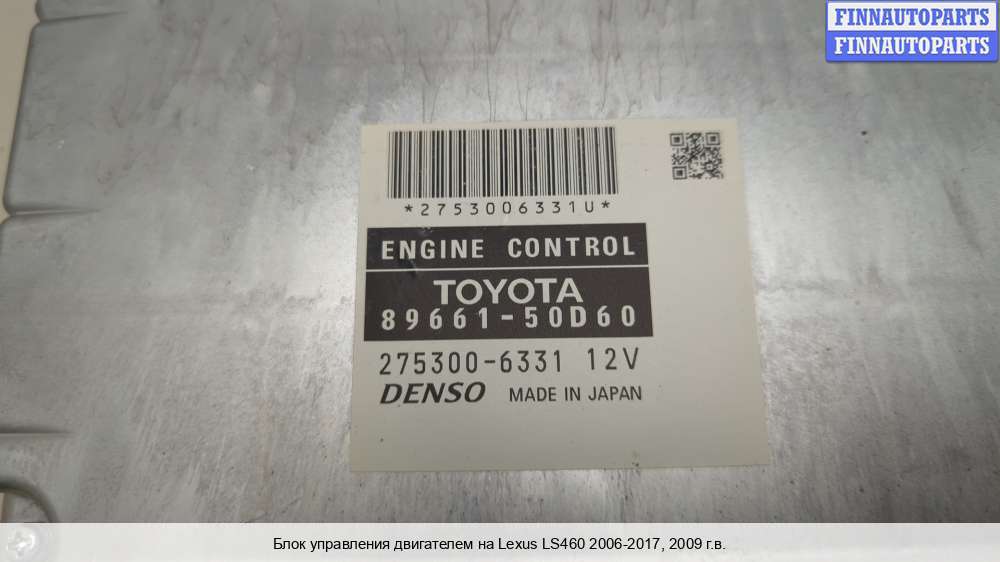 FINNAUTOPARTS
FINNAUTOPARTS
*2753006331U*
ENGINE CONTROL
TOYOTA
89661-50D60
275300-6331 12V
DENSO MADE IN JAPAN
Блок управления двигателем на Lexus LS460 2006-2017, 2009 г.в.